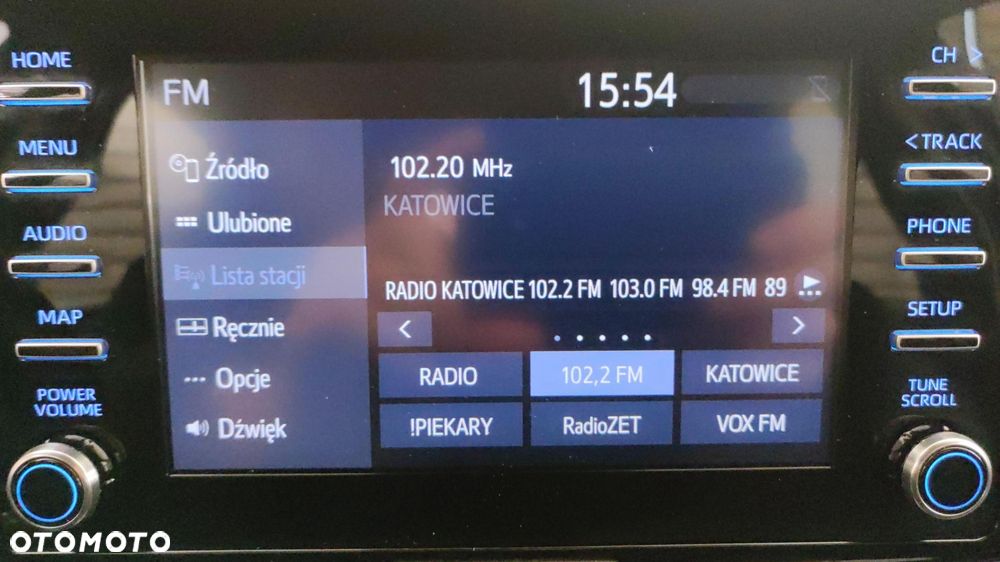 HOME
MENU
AUDIO
MAP
POWER
VOLUME
FM
15:54
Źródło
Ulubione
Lista stacji
Ręcznie
Opcje
Dźwięk
102.20 MHz
KATOWICE
RADIO KATOWICE 102.2 FM 103.0 FM 98.4 FM 89
< >
RADIO 102,2 FM KATOWICE
!PIEKARY RadioZET VOX FM
CH >
< TRACK
PHONE
SETUP
TUNE
SCROLL
OTOMOTO